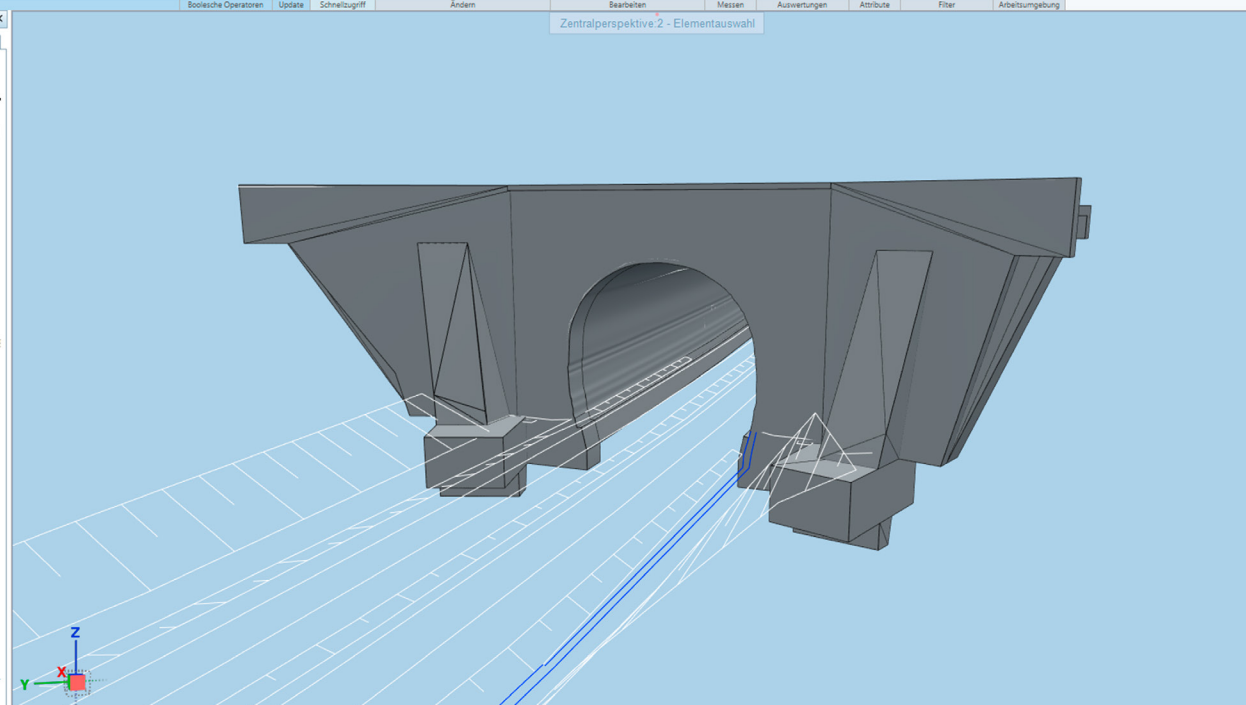 Boolesche Operatoren Update Schnellzugriff Ändern Bearbeiten Messen Auswertungen Attribute Filter Arbeitsumgebung
Zentralperspektive:2 - Elementauswahl
Z
X
Y